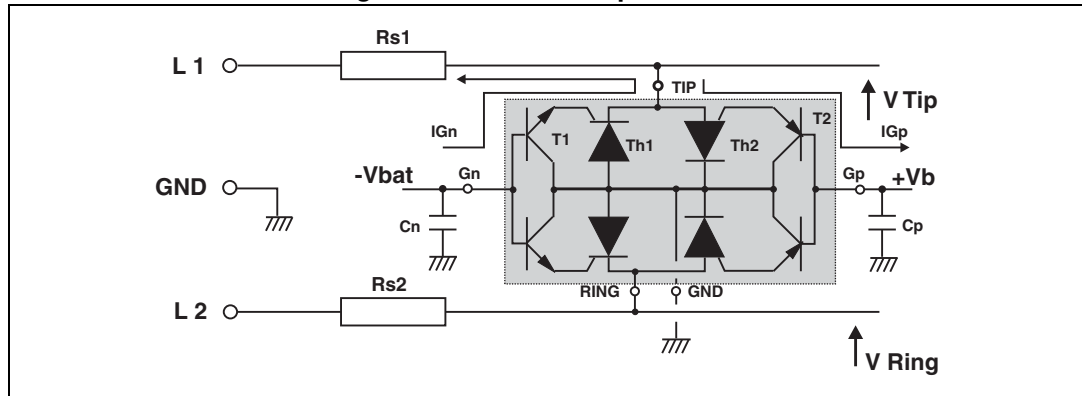 Rs1
L 1
TIP
V Tip
IGn
T1
Th1
Th2
T2
IGp
-Vbat
Gn
Gp
+Vb
GND
Cn
Cp
RING
GND
Rs2
L 2
V Ring